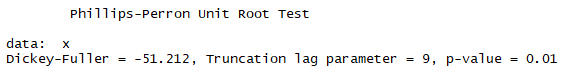 Phillips-Perron Unit Root Test
data:  x
Dickey-Fuller = -51.212, Truncation lag parameter = 9, p-value = 0.01